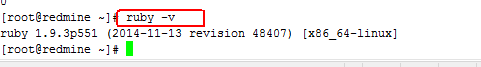 [root@redmine ~]# ruby -v
ruby 1.9.3p551 (2014-11-13 revision 48407) [x86_64-linux]
[root@redmine ~]#